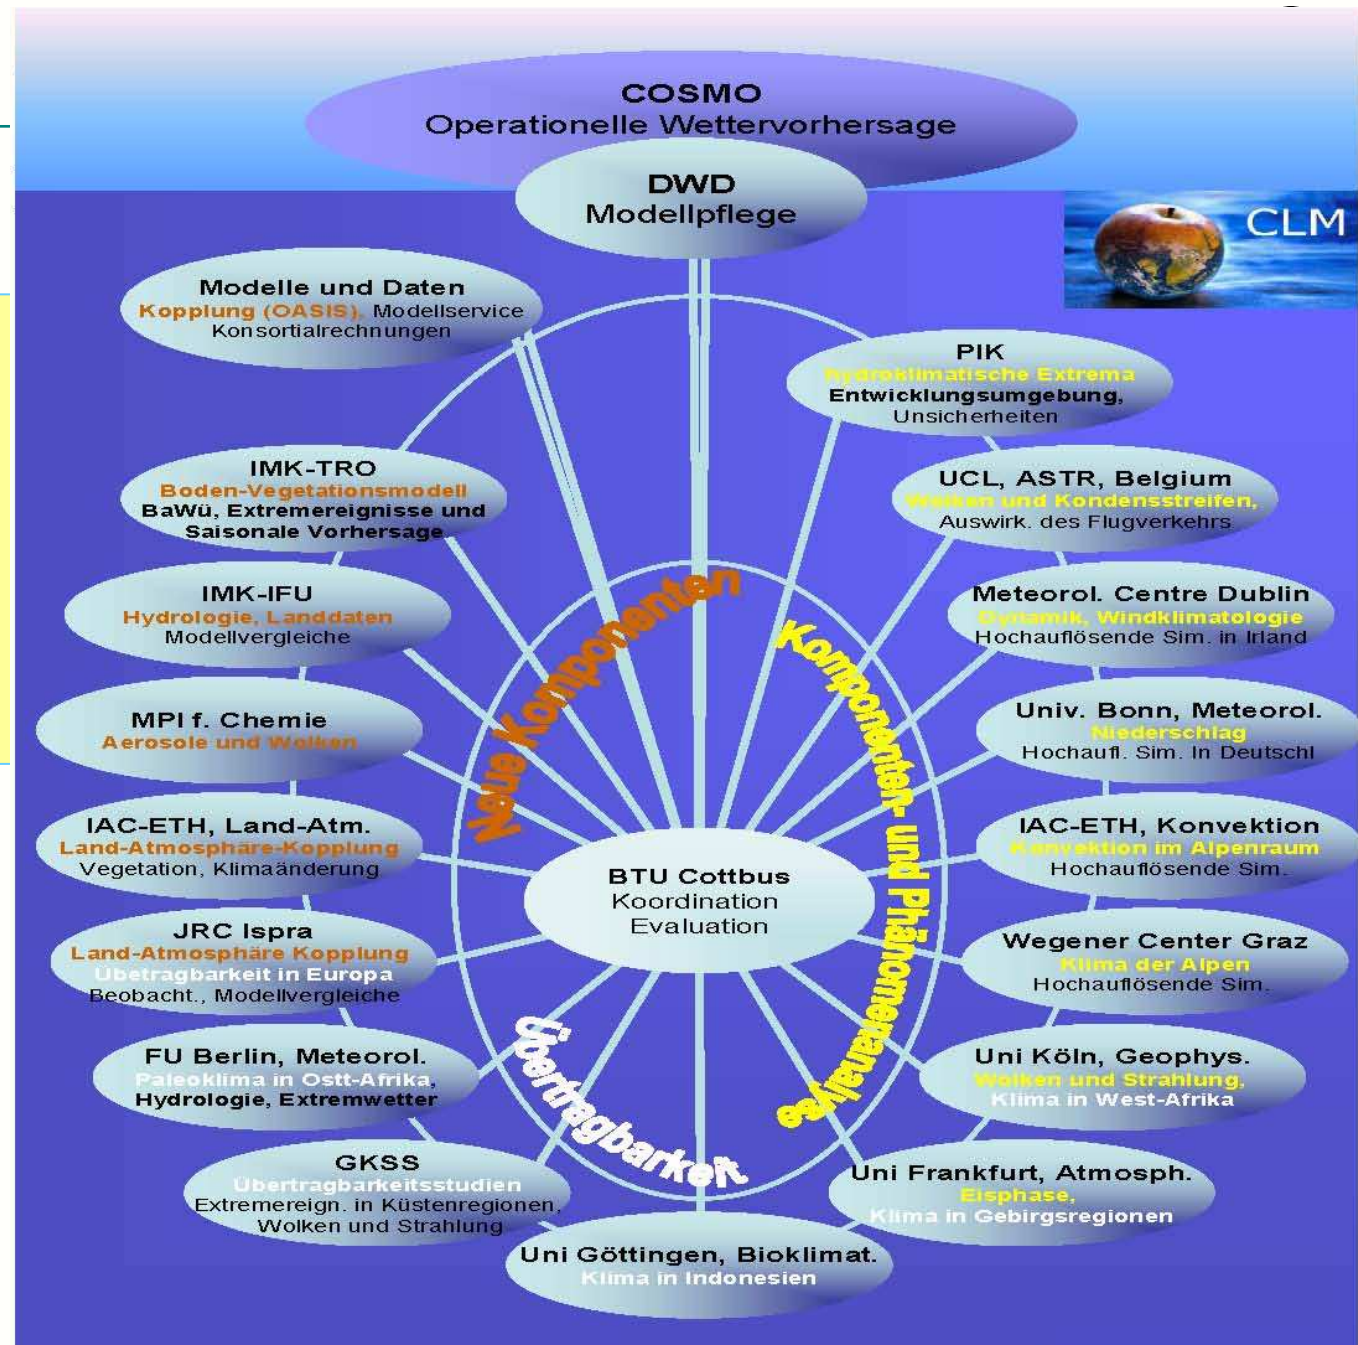 COSMO
Operationelle Wettervorhersage
DWD
Modellpflege
CLM
Modelle und Daten
Kopplung (OASIS), Modellservice
Konsortialrechnungen
PIK
Hydroklimatische Extrema
Entwicklungsumgebung,
Unsicherheiten
IMK-TRO
Boden-Vegetationsmodell
BaWü, Extremereignisse und
Saisonale Vorhersage
UCL, ASTR, Belgium
Wolken und Kondensstreifen,
Auswirk. des Flugverkehrs
IMK-IFU
Hydrologie, Landdaten
Modellvergleiche
Meteorol. Centre Dublin
Dynamik, Windklimatologie
Hochauflösende Sim. in Irland
MPI f. Chemie
Aerosole und Wolken
Univ. Bonn, Meteorol.
Niederschlag
Hochaufl. Sim. In Deutschl
IAC-ETH, Land-Atm.
Land-Atmosphäre-Kopplung
Vegetation, Klimaänderung
IAC-ETH, Konvektion
Konvektion im Alpenraum
Hochauflösende Sim.
JRC Ispra
Land-Atmosphäre Kopplung
Übetragbarkeit in Europa
Beobacht., Modellvergleiche
Wegener Center Graz
Klima der Alpen
Hochauflösende Sim.
FU Berlin, Meteorol.
Paleoklima in Ostt-Afrika,
Hydrologie, Extremwetter
Uni Köln, Geophys.
Wolken und Strahlung,
Klima in West-Afrika
GKSS
Übertragbarkeitsstudien
Extremereign. in Küstenregionen,
Wolken und Strahlung
Uni Frankfurt, Atmosph.
Eisphase,
Klima in Gebirgsregionen
Uni Göttingen, Bioklimat.
Klima in Indonesien
BTU Cottbus
Koordination
Evaluation
Neue Komponenten
Komponenten- und Phänomenanalyse
Übertragbarkeit